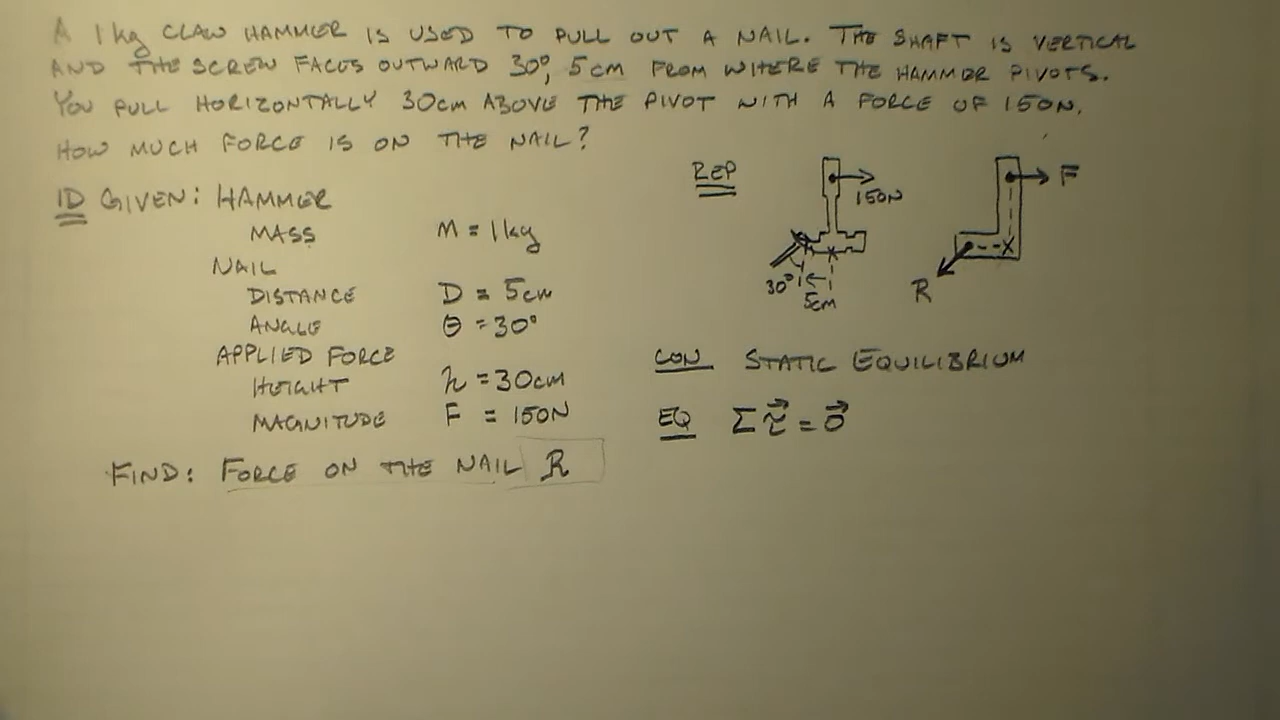 A 1kg CLAW HAMMER IS USED TO PULL OUT A NAIL. THE SHAFT IS VERTICAL
AND THE SCREW FACES OUTWARD 30°, 5cm FROM WHERE THE HAMMER PIVOTS.
YOU PULL HORIZONTALLY 30cm ABOVE THE PIVOT WITH A FORCE OF 150N.
HOW MUCH FORCE IS ON THE NAIL?
ID GIVEN: HAMMER
MASS M = 1kg
NAIL
DISTANCE D = 5cm
ANGLE θ = 30°
APPLIED FORCE
HEIGHT h = 30cm
MAGNITUDE F = 150N
FIND: FORCE ON THE NAIL R
REP
150N
30°
5cm
F
R
CON STATIC EQUILIBRIUM
EQ Σ τ⃗ = 0⃗